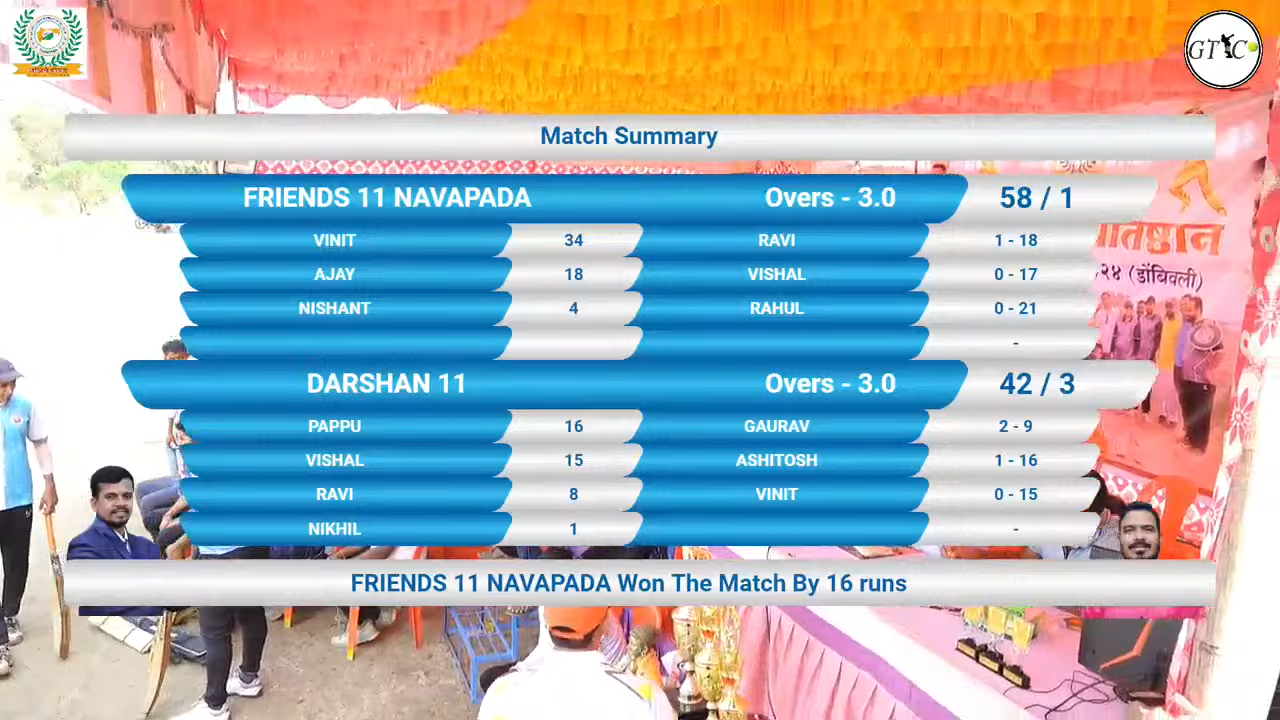 GTC
Match Summary
FRIENDS 11 NAVAPADA Overs - 3.0 58 / 1
VINIT 34 RAVI 1 - 18
AJAY 18 VISHAL 0 - 17
NISHANT 4 RAHUL 0 - 21
-
DARSHAN 11 Overs - 3.0 42 / 3
PAPPU 16 GAURAV 2 - 9
VISHAL 15 ASHITOSH 1 - 16
RAVI 8 VINIT 0 - 15
NIKHIL 1 -
FRIENDS 11 NAVAPADA Won The Match By 16 runs
२४ (डोंबिवली)